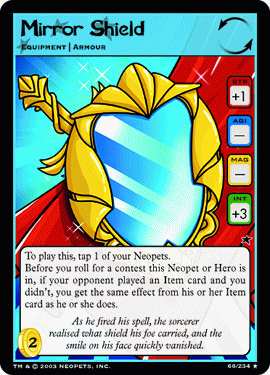 Mirror Shield
EQUIPMENT | ARMOUR
STR
+1
AGI
—
MAG
—
INT
+3
To play this, tap 1 of your Neopets.
Before you roll for a contest this Neopet or Hero is
in, if your opponent played an Item card and you
didn't, you get the same effect from his or her Item
card as he or she does.
As he fired his spell, the sorcerer
realised what shield his foe carried, and the
smile on his face quickly vanished.
2
TM & © 2003 NEOPETS, INC.
68/234 ★